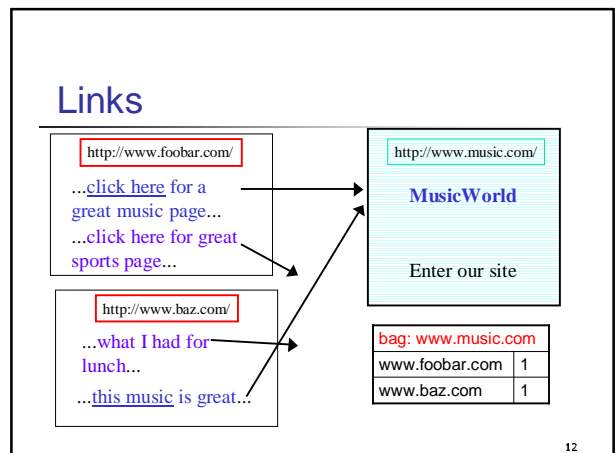 Links
http://www.foobar.com/
...click here for a
great music page...
...click here for great
sports page...
http://www.baz.com/
...what I had for
lunch...
...this music is great...
http://www.music.com/
MusicWorld
Enter our site
bag: www.music.com
www.foobar.com 1
www.baz.com 1
12